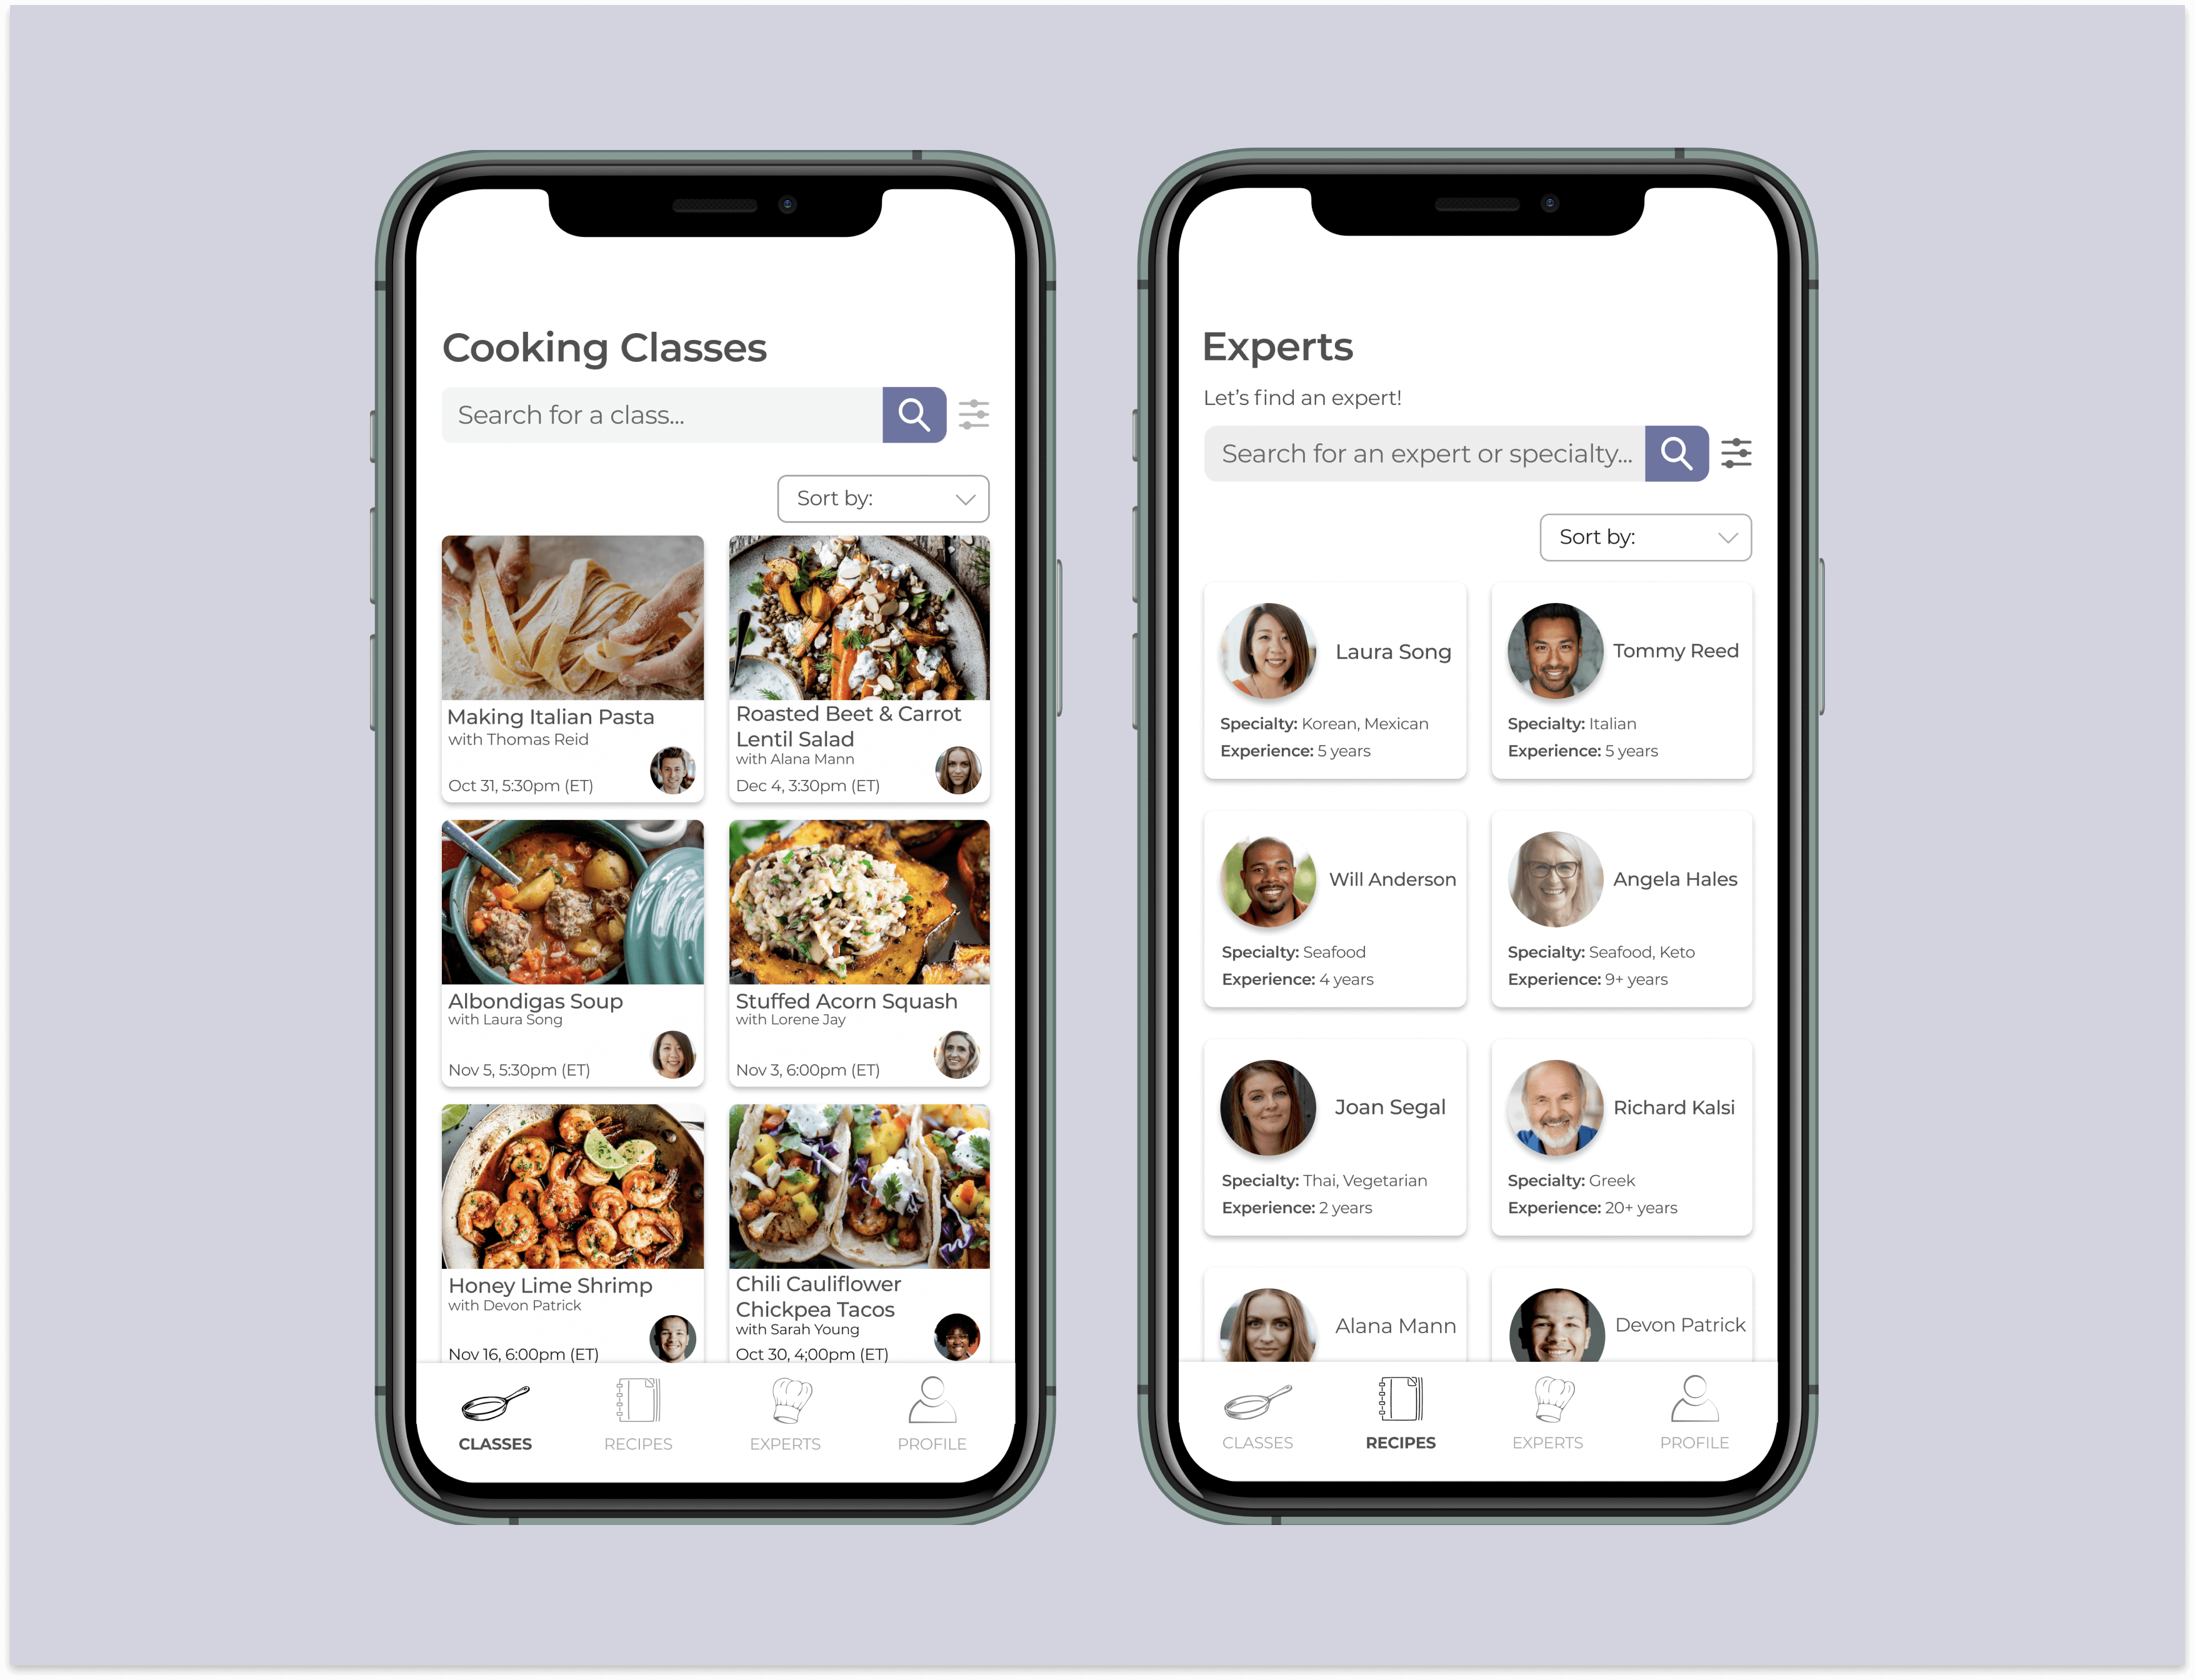 Cooking Classes
Search for a class...
Sort by:
Making Italian Pasta
with Thomas Reid
Oct 31, 5:30pm (ET)
Roasted Beet & Carrot
Lentil Salad
with Alana Mann
Dec 4, 3:30pm (ET)
Albondigas Soup
with Laura Song
Nov 5, 5:30pm (ET)
Stuffed Acorn Squash
with Lorene Jay
Nov 3, 6:00pm (ET)
Honey Lime Shrimp
with Devon Patrick
Nov 16, 6:00pm (ET)
Chili Cauliflower
Chickpea Tacos
with Sarah Young
Oct 30, 4;00pm (ET)
CLASSES
RECIPES
EXPERTS
PROFILE
Experts
Let's find an expert!
Search for an expert or specialty...
Sort by:
Laura Song
Specialty: Korean, Mexican
Experience: 5 years
Tommy Reed
Specialty: Italian
Experience: 5 years
Will Anderson
Specialty: Seafood
Experience: 4 years
Angela Hales
Specialty: Seafood, Keto
Experience: 9+ years
Joan Segal
Specialty: Thai, Vegetarian
Experience: 2 years
Richard Kalsi
Specialty: Greek
Experience: 20+ years
Alana Mann
Devon Patrick
CLASSES
RECIPES
EXPERTS
PROFILE